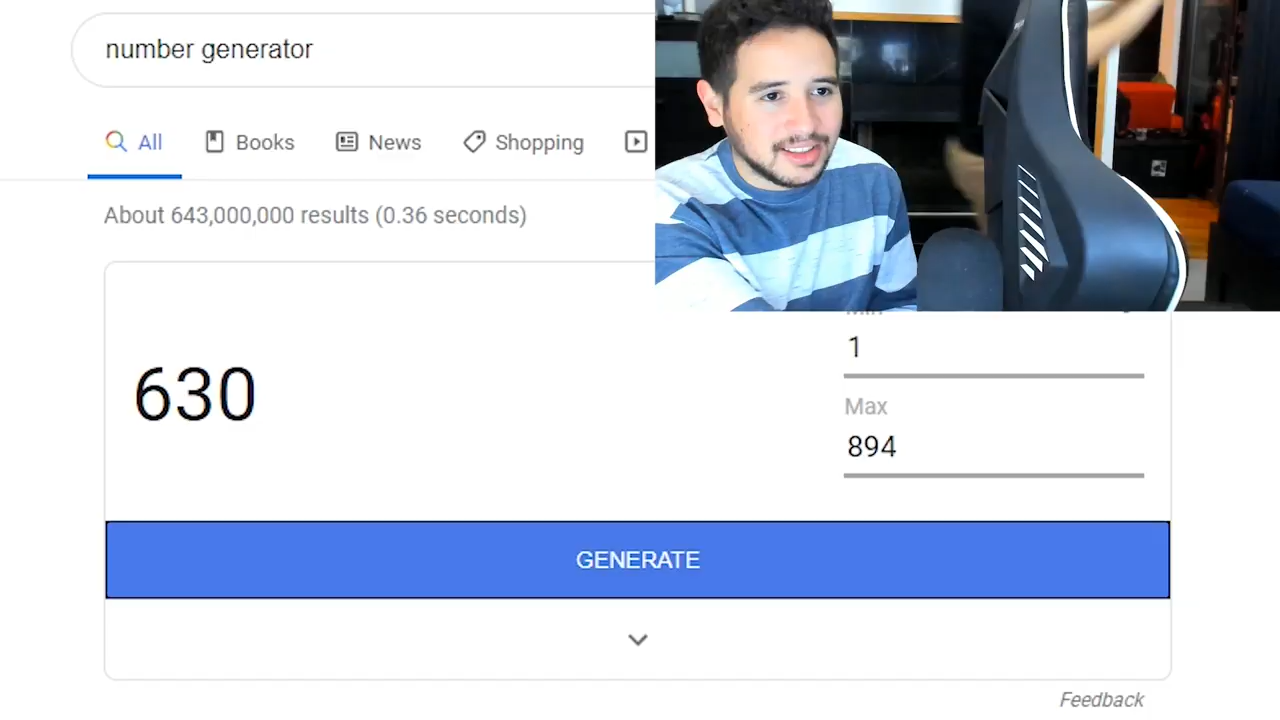 number generator
All
Books
News
Shopping
About 643,000,000 results (0.36 seconds)
1
Max
630
894
GENERATE
Feedback